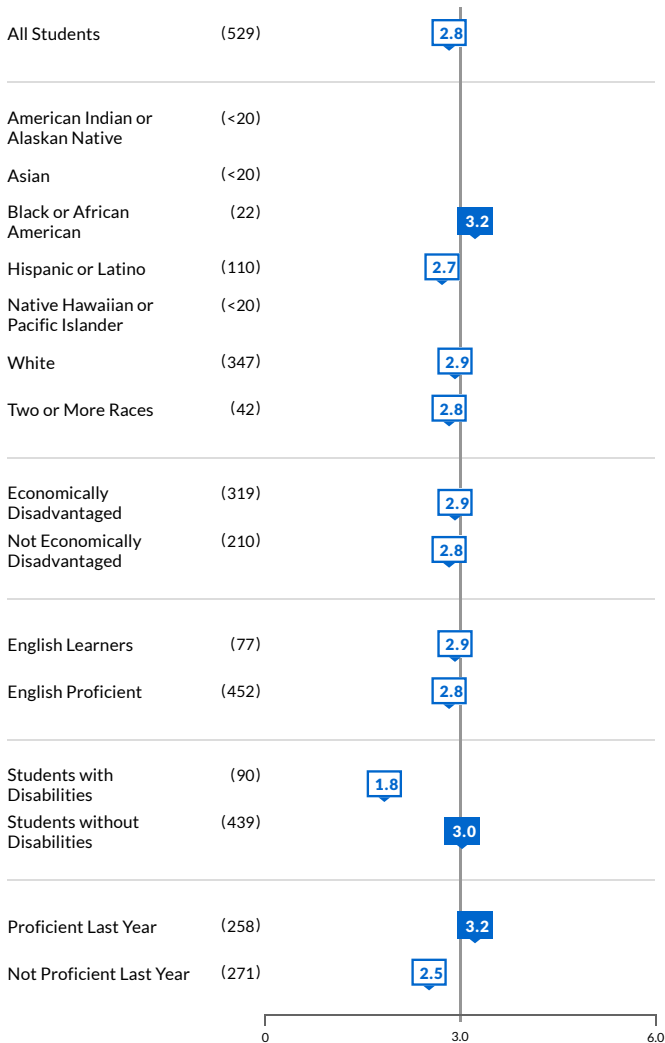 All Students (529) 2.8
American Indian or (<20)
Alaskan Native
Asian (<20)
Black or African (22) 3.2
American
Hispanic or Latino (110) 2.7
Native Hawaiian or (<20)
Pacific Islander
White (347) 2.9
Two or More Races (42) 2.8
Economically (319) 2.9
Disadvantaged
Not Economically (210) 2.8
Disadvantaged
English Learners (77) 2.9
English Proficient (452) 2.8
Students with (90) 1.8
Disabilities
Students without (439) 3.0
Disabilities
Proficient Last Year (258) 3.2
Not Proficient Last Year (271) 2.5
0 3.0 6.0